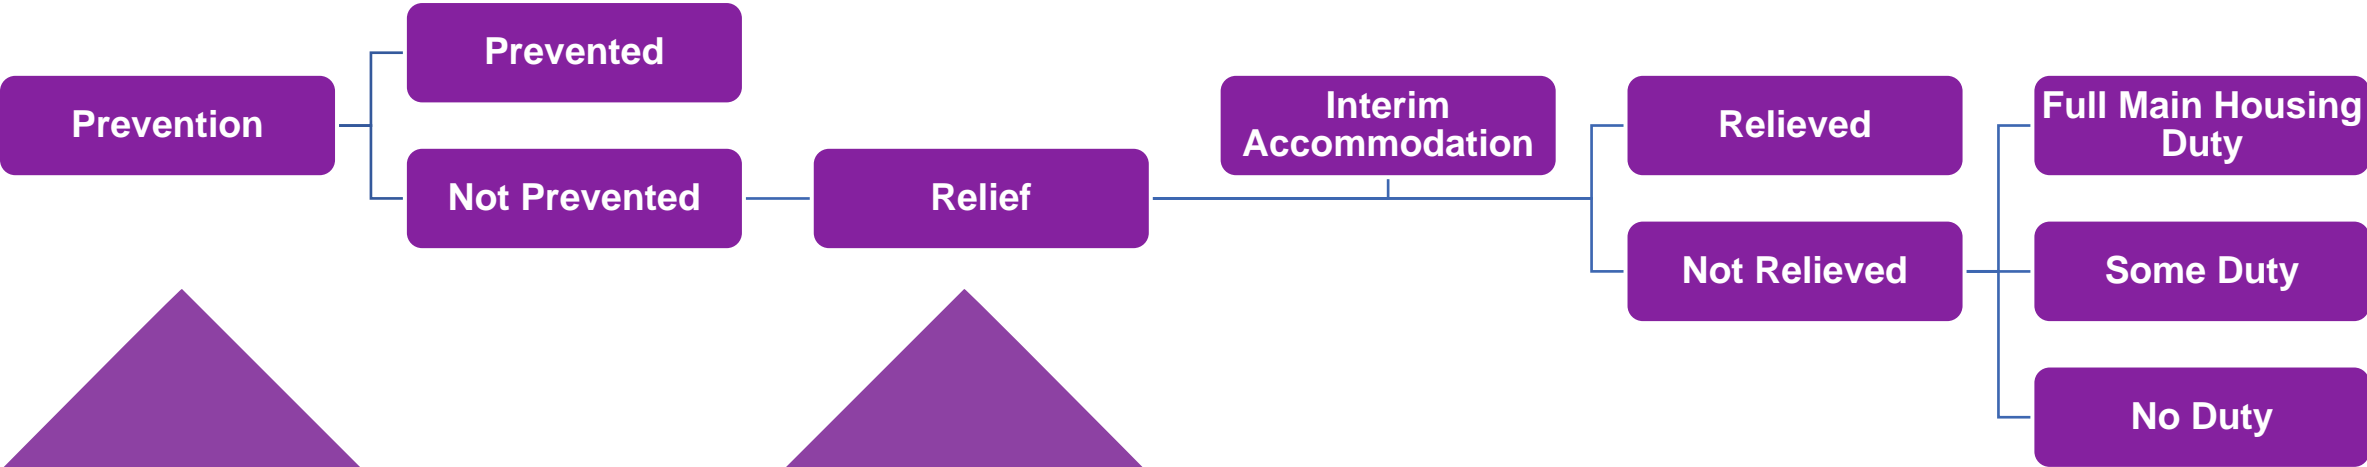 Prevention
Prevented
Not Prevented
Relief
Interim
Accommodation
Relieved
Not Relieved
Full Main Housing
Duty
Some Duty
No Duty